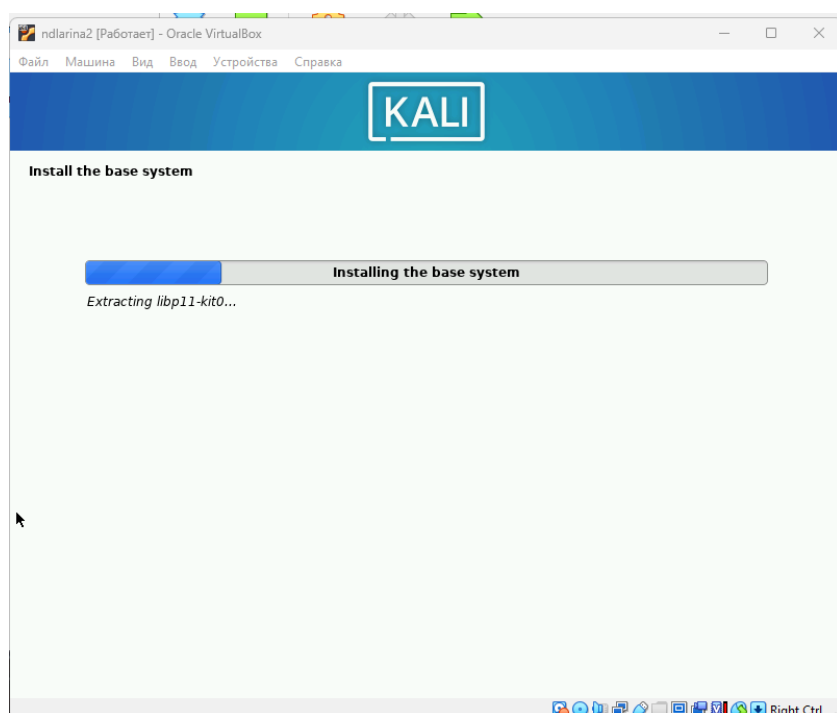 ndlarina2 [Работает] - Oracle VirtualBox
Файл Машина Вид Ввод Устройства Справка
KALI
Install the base system
Installing the base system
Extracting libp11-kit0...
Right Ctrl